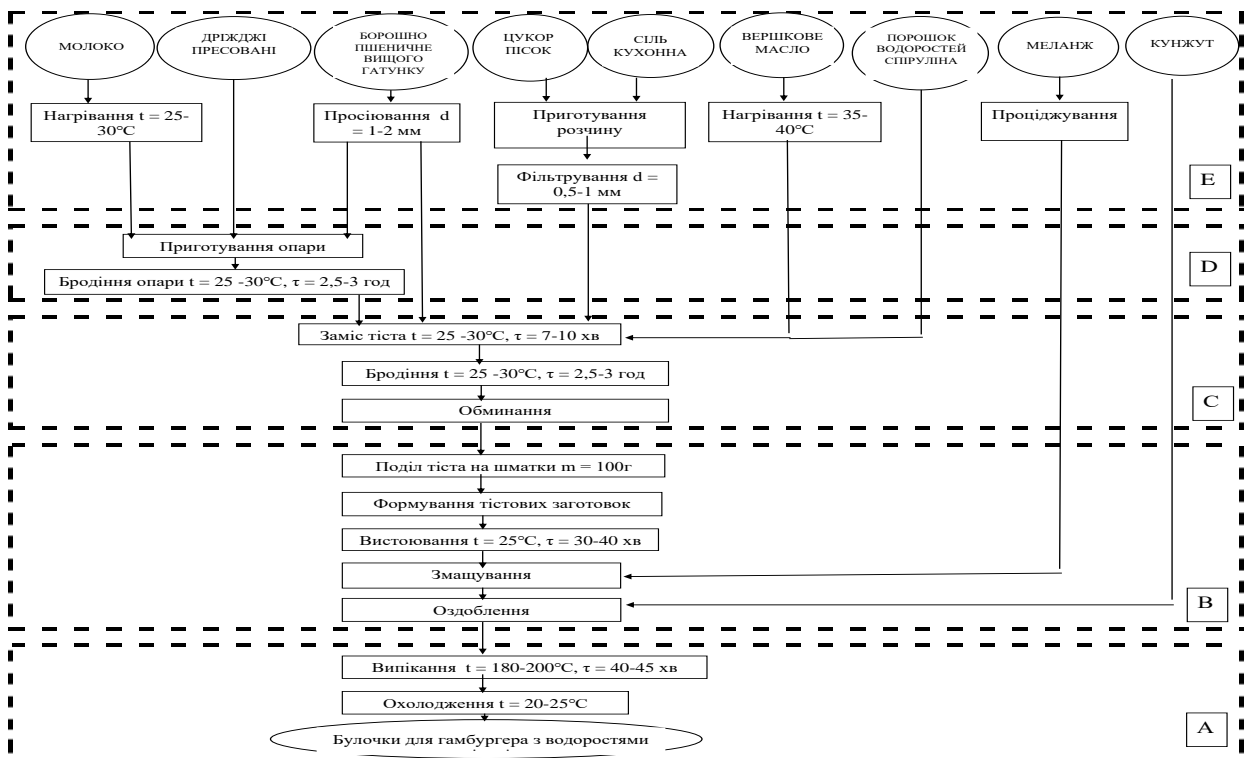 МОЛОКО
ДРІЖДЖІ
ПРЕСОВАНІ
БОРОШНО
ПШЕНИЧНЕ
ВИЩОГО
ГАТУНКУ
ЦУКОР
ПІСОК
СІЛЬ
КУХОННА
ВЕРШКОВЕ
МАСЛО
ПОРОШОК
ВОДОРОСТЕЙ
СПІРУЛІНА
МЕЛАНЖ
КУНЖУТ
Нагрівання t = 25-
30°С
Просіювання d
= 1-2 мм
Приготування
розчину
Нагрівання t = 35-
40°С
Проціджування
Фільтрування d =
0,5-1 мм
E
Приготування опари
Бродіння опари t = 25 -30°С, τ = 2,5-3 год
D
Заміс тіста t = 25 -30°С, τ = 7-10 хв
Бродіння t = 25 -30°С, τ = 2,5-3 год
Обминання
C
Поділ тіста на шматки m = 100г
Формування тістових заготовок
Вистоювання t = 25°С, τ = 30-40 хв
Змащування
Оздоблення
B
Випікання t = 180-200°С, τ = 40-45 хв
Охолодження t = 20-25°С
Булочки для гамбургера з водоростями
A